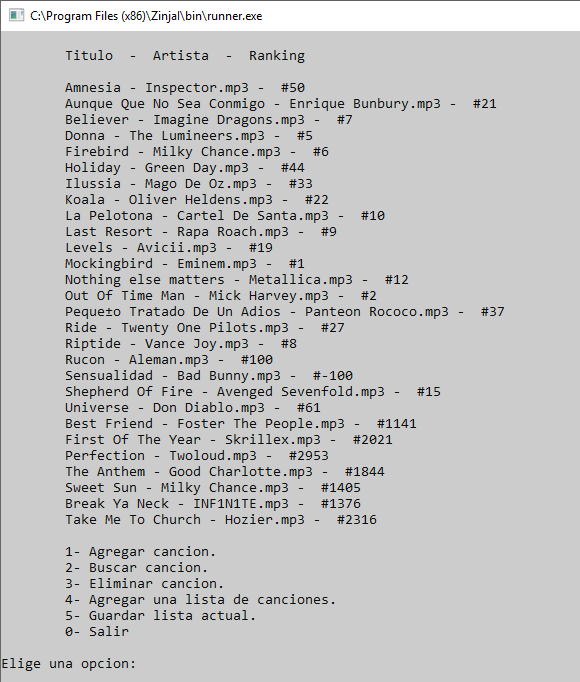 C:\Program Files (x86)\Zinjal\bin\runner.exe
Titulo - Artista - Ranking
Amnesia - Inspector.mp3 - #50
Aunque Que No Sea Conmigo - Enrique Bunbury.mp3 - #21
Believer - Imagine Dragons.mp3 - #7
Donna - The Lumineers.mp3 - #5
Firebird - Milky Chance.mp3 - #6
Holiday - Green Day.mp3 - #44
Ilussia - Mago De Oz.mp3 - #33
Koala - Oliver Heldens.mp3 - #22
La Pelotona - Cartel De Santa.mp3 - #10
Last Resort - Rapa Roach.mp3 - #9
Levels - Avicii.mp3 - #19
Mockingbird - Eminem.mp3 - #1
Nothing else matters - Metallica.mp3 - #12
Out Of Time Man - Mick Harvey.mp3 - #2
Peque±o Tratado De Un Adios - Panteon Rococo.mp3 - #37
Ride - Twenty One Pilots.mp3 - #27
Riptide - Vance Joy.mp3 - #8
Rucon - Aleman.mp3 - #100
Sensualidad - Bad Bunny.mp3 - #-100
Shepherd Of Fire - Avenged Sevenfold.mp3 - #15
Universe - Don Diablo.mp3 - #61
Best Friend - Foster The People.mp3 - #1141
First Of The Year - Skrillex.mp3 - #2021
Perfection - Twoloud.mp3 - #2953
The Anthem - Good Charlotte.mp3 - #1844
Sweet Sun - Milky Chance.mp3 - #1405
Break Ya Neck - INF1N1TE.mp3 - #1376
Take Me To Church - Hozier.mp3 - #2316
1- Agregar cancion.
2- Buscar cancion.
3- Eliminar cancion.
4- Agregar una lista de canciones.
5- Guardar lista actual.
0- Salir
Elige una opcion: